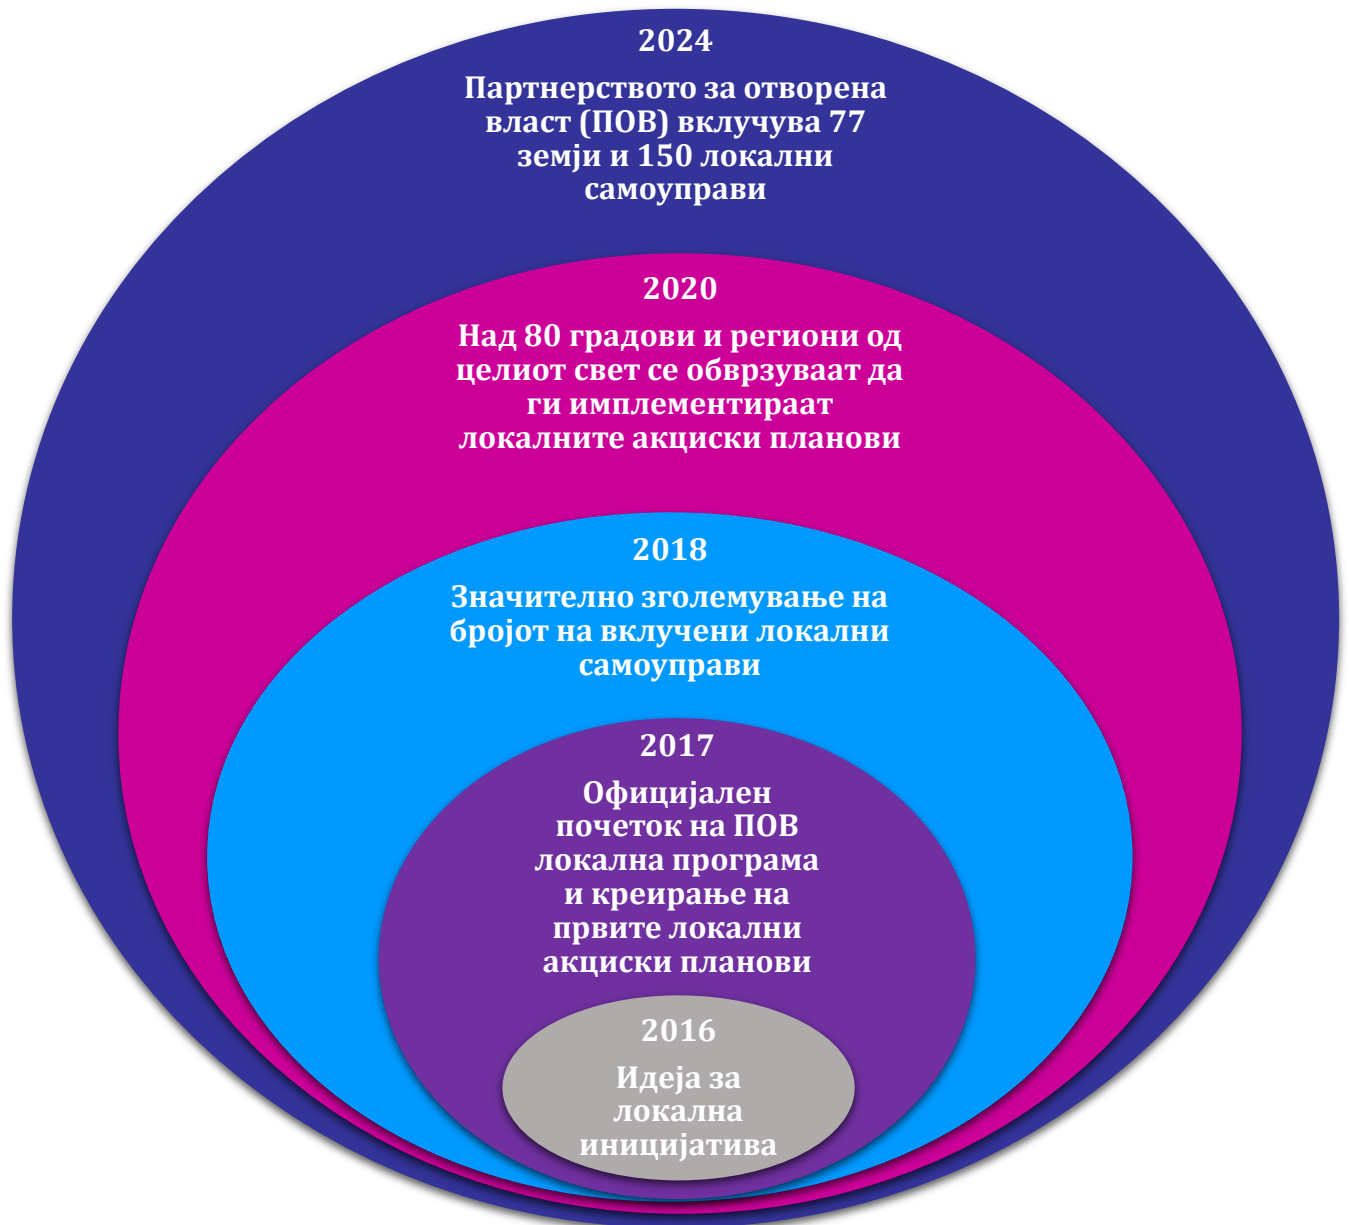 2024
Партнерството за отворена
власт (ПОВ) вклучува 77
земји и 150 локални
самоуправи
2020
Над 80 градови и региони од
целиот свет се обврзуваат да
ги имплементираат
локалните акциски планови
2018
Значително зголемување на
бројот на вклучени локални
самоуправи
2017
Официјален
почеток на ПОВ
локална програма
и креирање на
првите локални
акциски планови
2016
Идеја за
локална
иницијатива